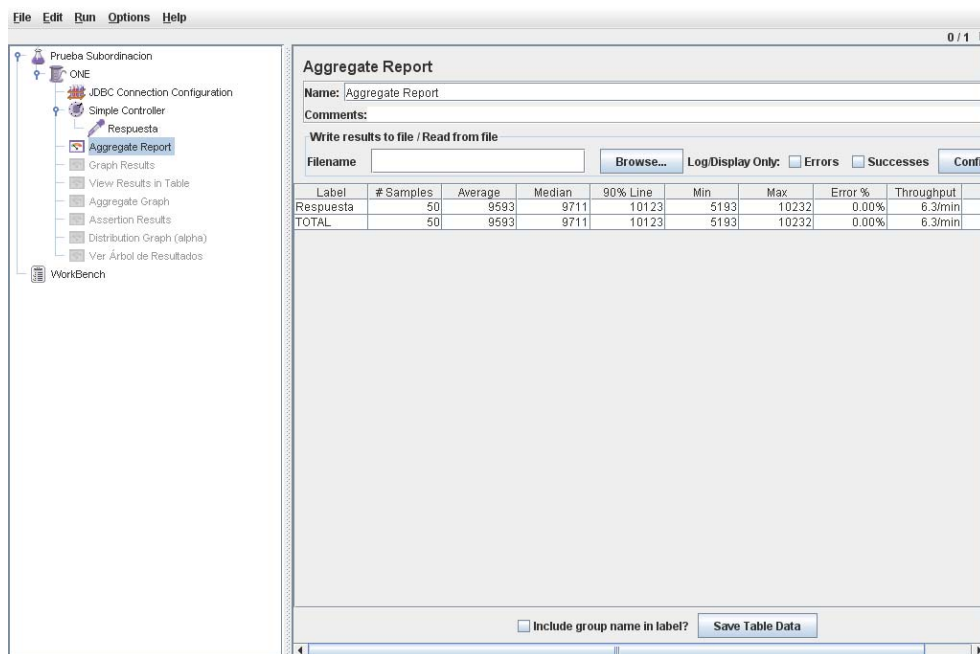 File Edit Run Options Help
0 / 1
Prueba Subordinacion
ONE
JDBC Connection Configuration
Simple Controller
Respuesta
Aggregate Report
Graph Results
View Results in Table
Aggregate Graph
Assertion Results
Distribution Graph (alpha)
Ver Árbol de Resultados
WorkBench
Aggregate Report
Name: Aggregate Report
Comments:
Write results to file / Read from file
Filename Browse... Log/Display Only: Errors Successes Confi
Label # Samples Average Median 90% Line Min Max Error % Throughput
Respuesta 50 9593 9711 10123 5193 10232 0.00% 6.3/min
TOTAL 50 9593 9711 10123 5193 10232 0.00% 6.3/min
Include group name in label? Save Table Data